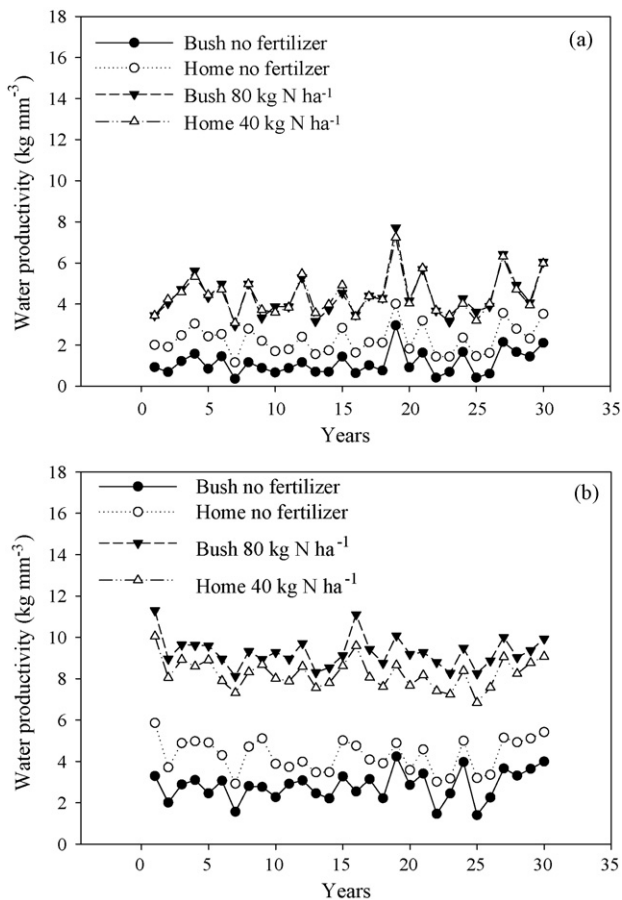 18
16
14
12
10
8
6
4
2
0
Water productivity (kg mm-3)
(a)
Bush no fertilizer
Home no fertilzer
Bush 80 kg N ha-1
Home 40 kg N ha-1
0 5 10 15 20 25 30 35
Years
18
16
14
12
10
8
6
4
2
0
Water productivity (kg mm-3)
(b)
Bush no fertilizer
Home no fertilizer
Bush 80 kg N ha-1
Home 40 kg N ha-1
0 5 10 15 20 25 30 35
Years